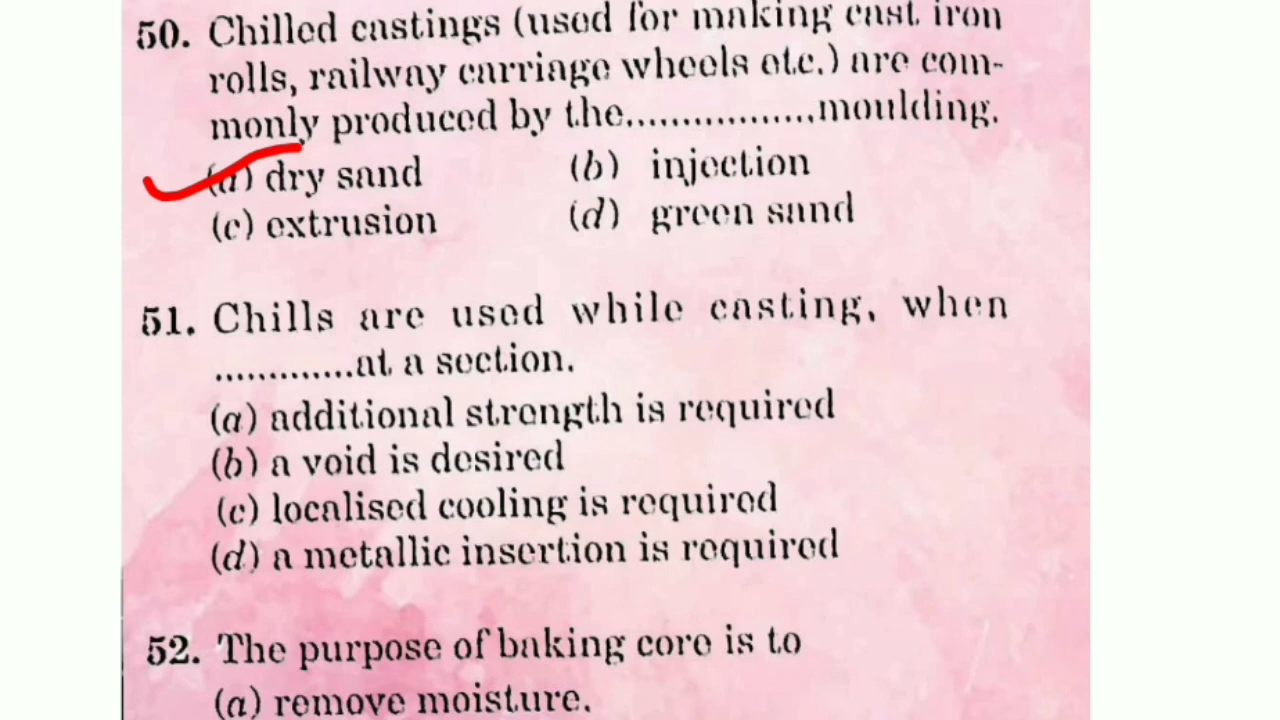 50. Chilled castings (used for making cast iron
rolls, railway carriage wheels etc.) are com-
monly produced by the.................moulding.
(a) dry sand (b) injection
(c) extrusion (d) green sand
51. Chills are used while casting, when
.............at a section.
(a) additional strength is required
(b) a void is desired
(c) localised cooling is required
(d) a metallic insertion is required
52. The purpose of baking core is to
(a) remove moisture.